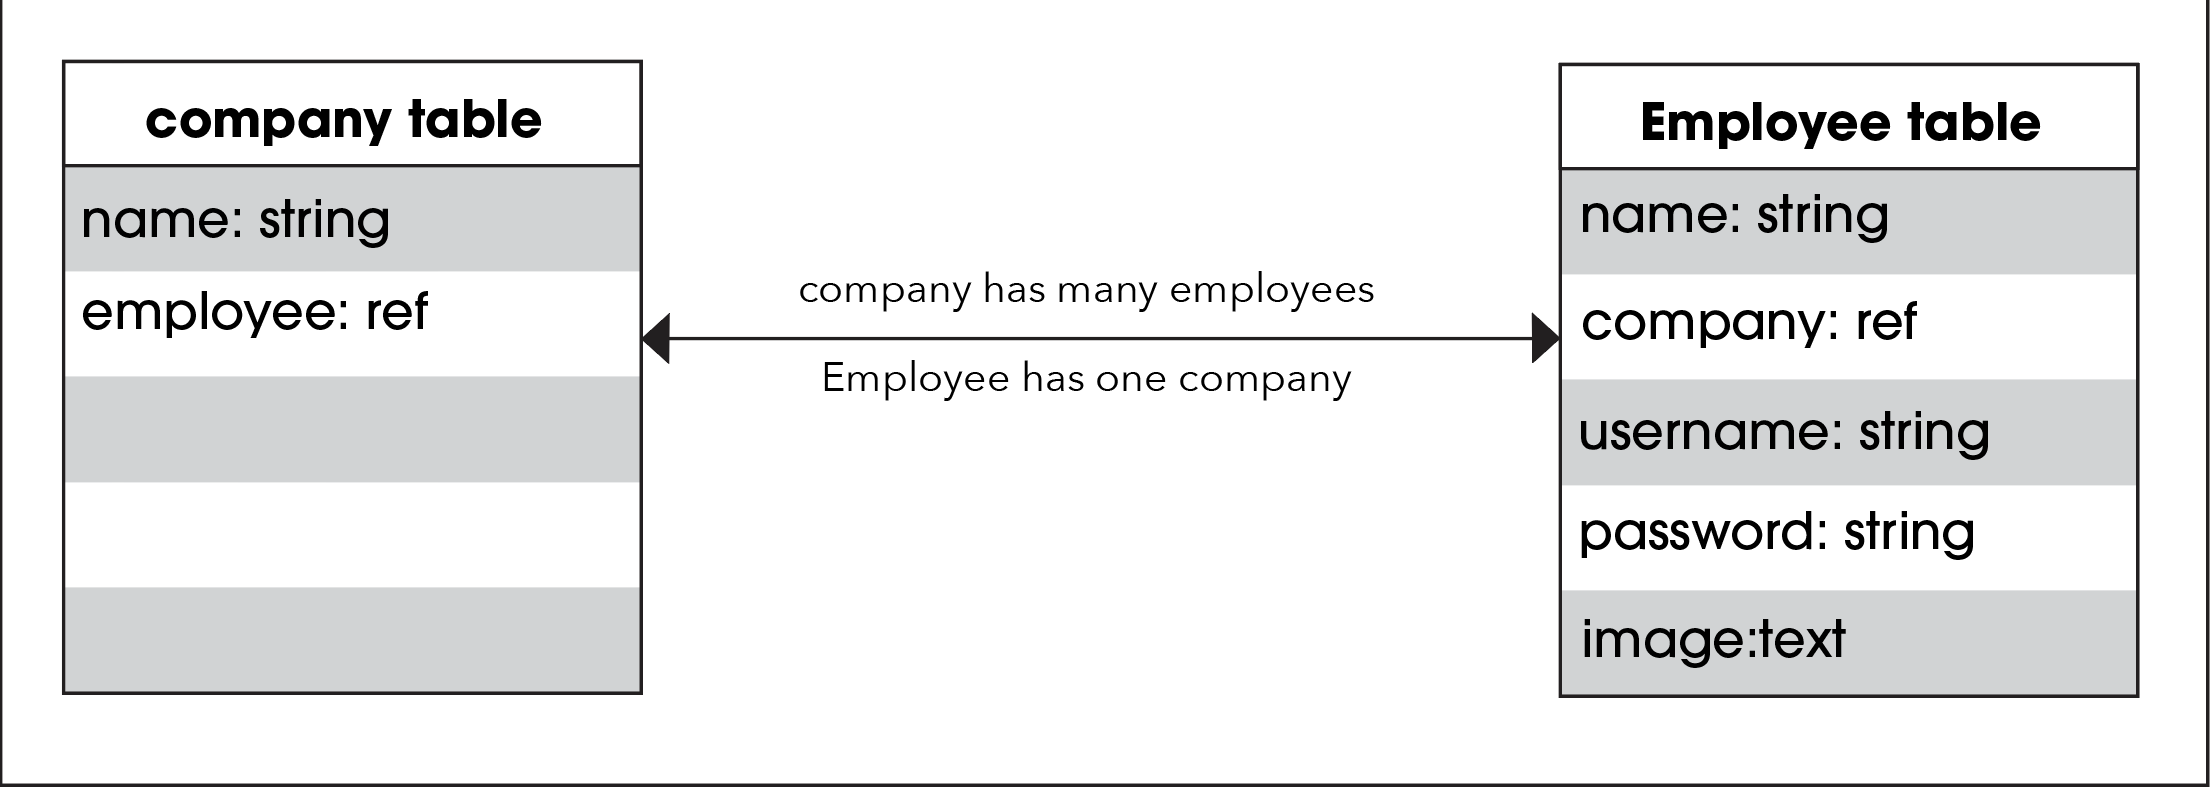 company table
name: string
employee: ref
company has many employees
Employee has one company
Employee table
name: string
company: ref
username: string
password: string
image:text